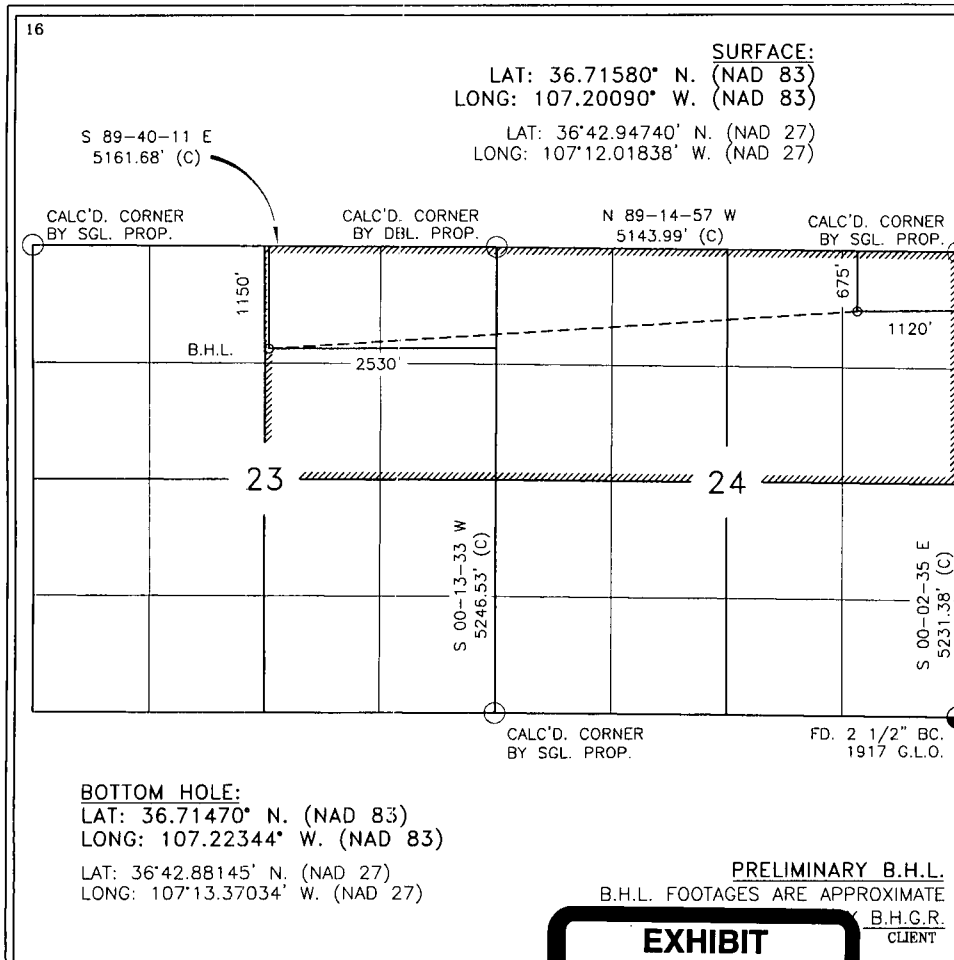 16
SURFACE:
LAT: 36.71580° N. (NAD 83)
LONG: 107.20090° W. (NAD 83)
LAT: 36°42.94740' N. (NAD 27)
LONG: 107°12.01838' W. (NAD 27)
S 89-40-11 E
5161.68' (C)
CALC'D. CORNER
BY SGL. PROP.
CALC'D. CORNER
BY DBL. PROP.
N 89-14-57 W
5143.99' (C)
CALC'D. CORNER
BY SGL. PROP.
1150'
675'
1120'
B.H.L.
2530'
23
24
S 00-13-33 W
5246.53' (C)
S 00-02-35 E
5231.38' (C)
CALC'D. CORNER
BY SGL. PROP.
FD. 2 1/2" BC.
1917 G.L.O.
BOTTOM HOLE:
LAT: 36.71470° N. (NAD 83)
LONG: 107.22344° W. (NAD 83)
LAT: 36°42.88145' N. (NAD 27)
LONG: 107°13.37034' W. (NAD 27)
PRELIMINARY B.H.L.
B.H.L. FOOTAGES ARE APPROXIMATE
B.H.G.R.
CLIENT
EXHIBIT